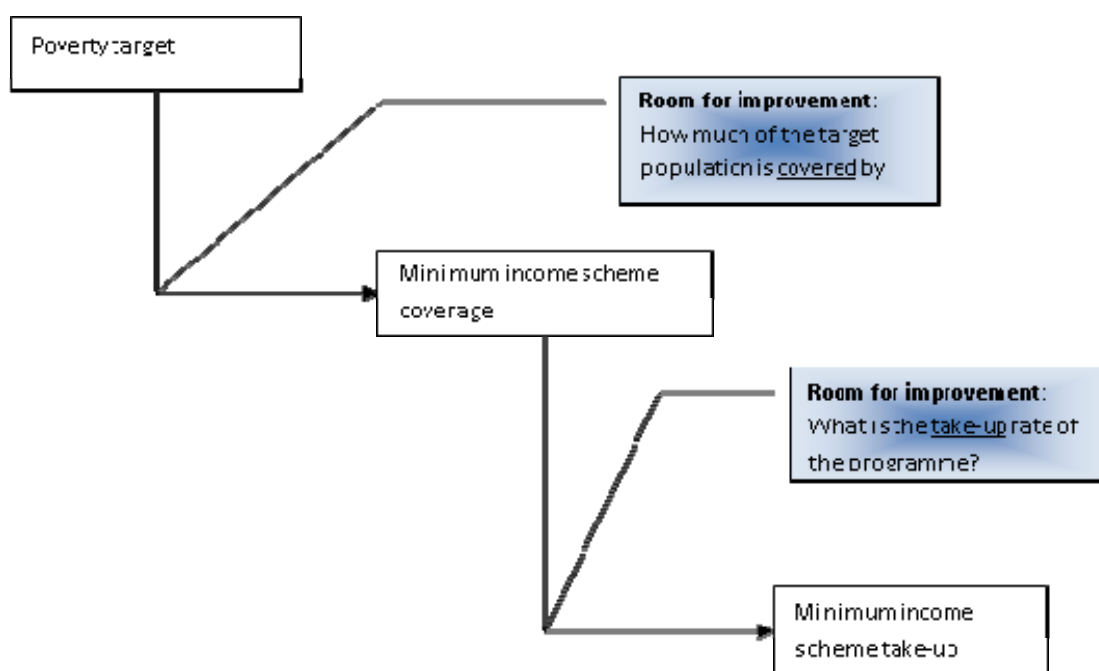 Poverty target
Room for improvement:
How much of the target
population is covered by
Minimum income scheme
coverage
Room for improvement:
What is the take-up rate of
the programme?
Minimum income
scheme take-up